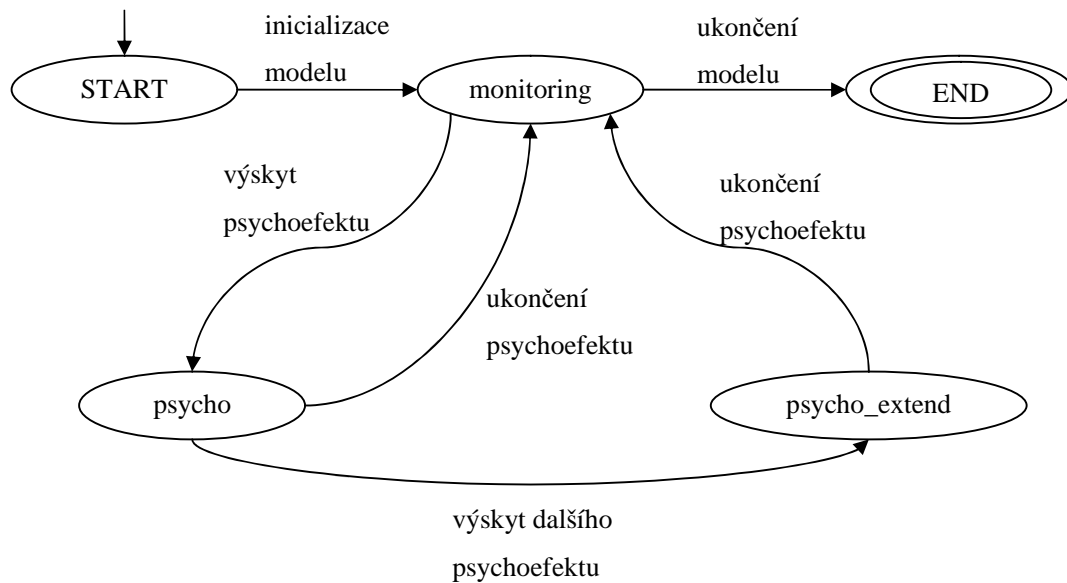 inicializace
modelu
ukončení
modelu
START
monitoring
END
výskyt
psychoefektu
ukončení
psychoefektu
ukončení
psychoefektu
psycho
psycho_extend
výskyt dalšího
psychoefektu